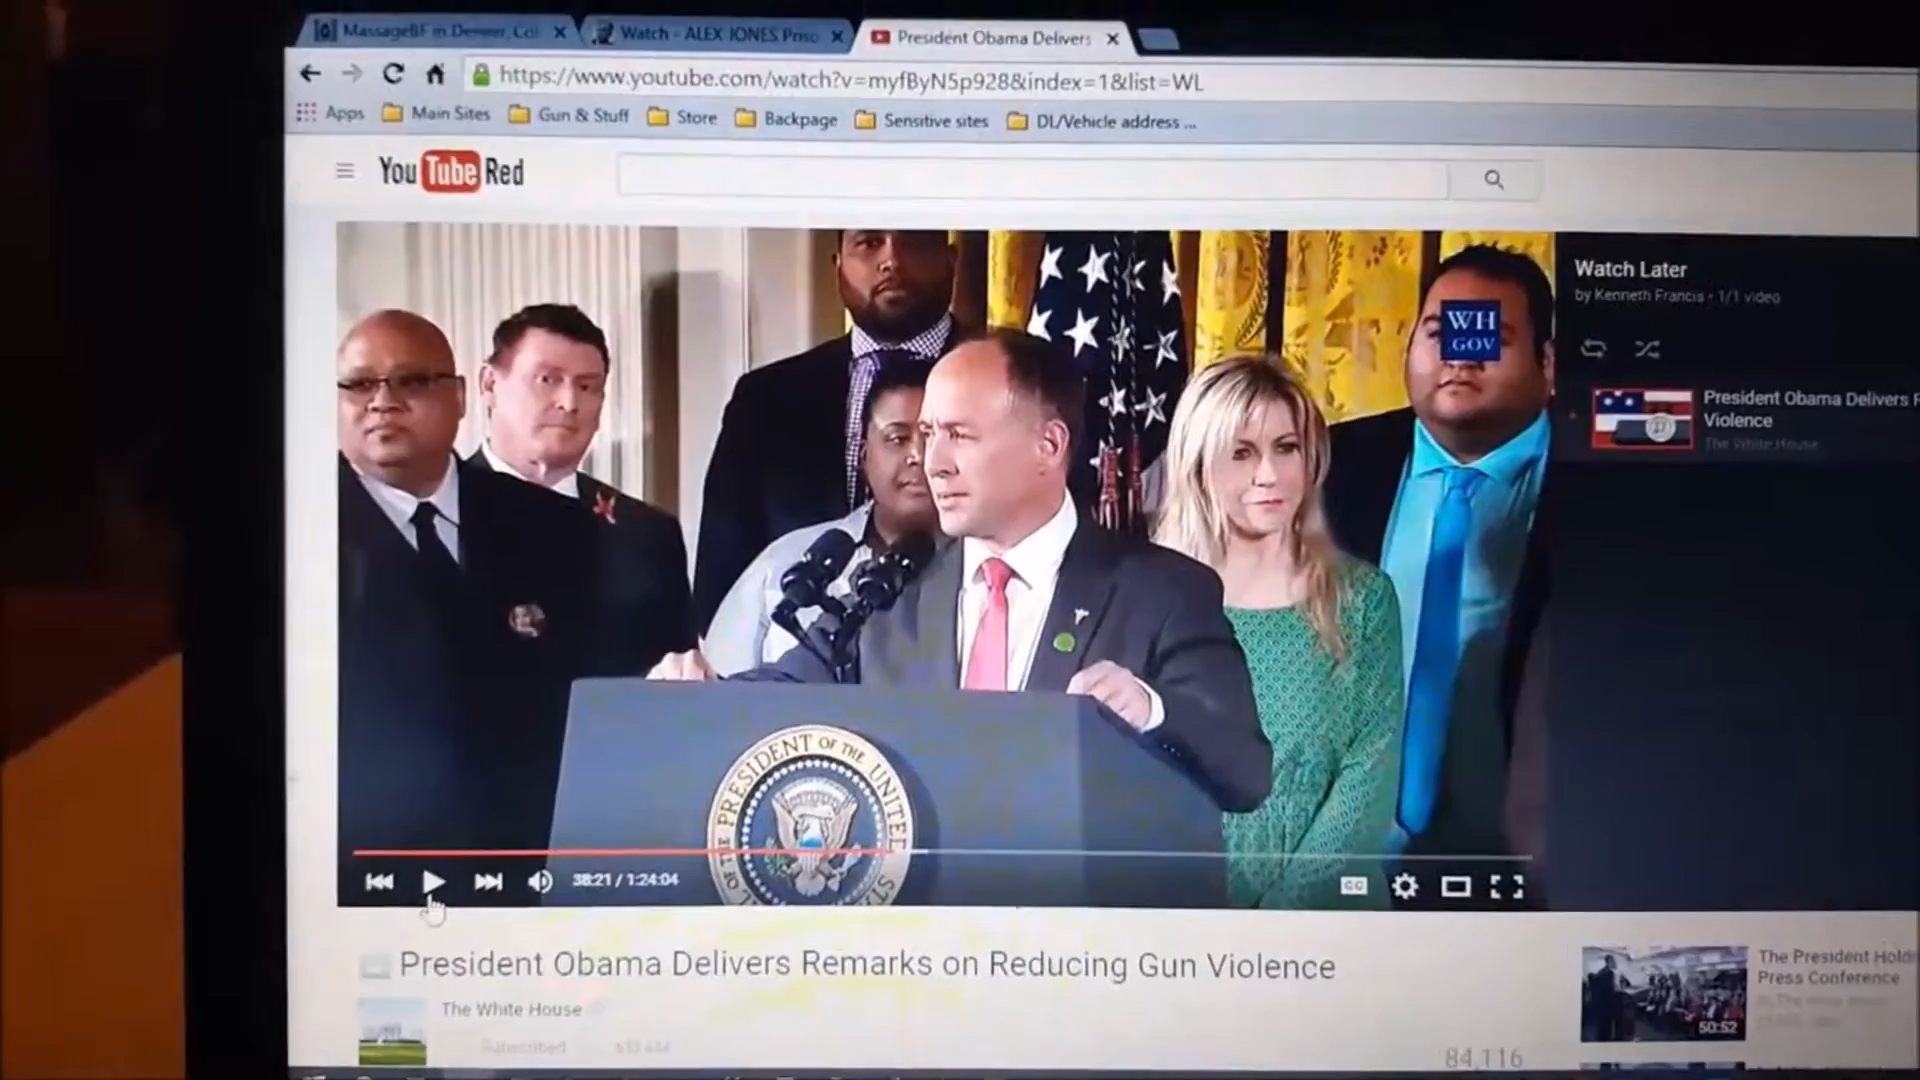 MassageBF in Denver, Col
Watch - ALEX JONES Priso
President Obama Delivers
https://www.youtube.com/watch?v=myfByN5p928&index=1&list=WL
Apps Main Sites Gun & Stuff Store Backpage Sensitive sites DL/Vehicle address ...
YouTube Red
WH
.GOV
Watch Later
by Kenneth Francis • 1/1 video
President Obama Delivers R
Violence
The White House
PRESIDENT OF THE UNITED
38:21 / 1:24:04
CC
President Obama Delivers Remarks on Reducing Gun Violence
The White House
Subscribed
84,116
The President Holds
Press Conference
50:52